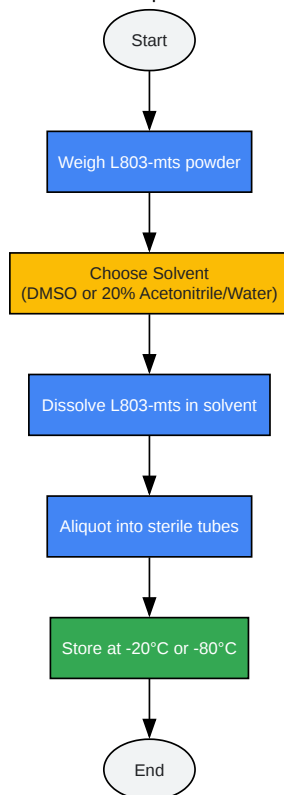 Start
Weigh L803-mts powder
Choose Solvent
(DMSO or 20% Acetonitrile/Water)
Dissolve L803-mts in solvent
Aliquot into sterile tubes
Store at -20°C or -80°C
End